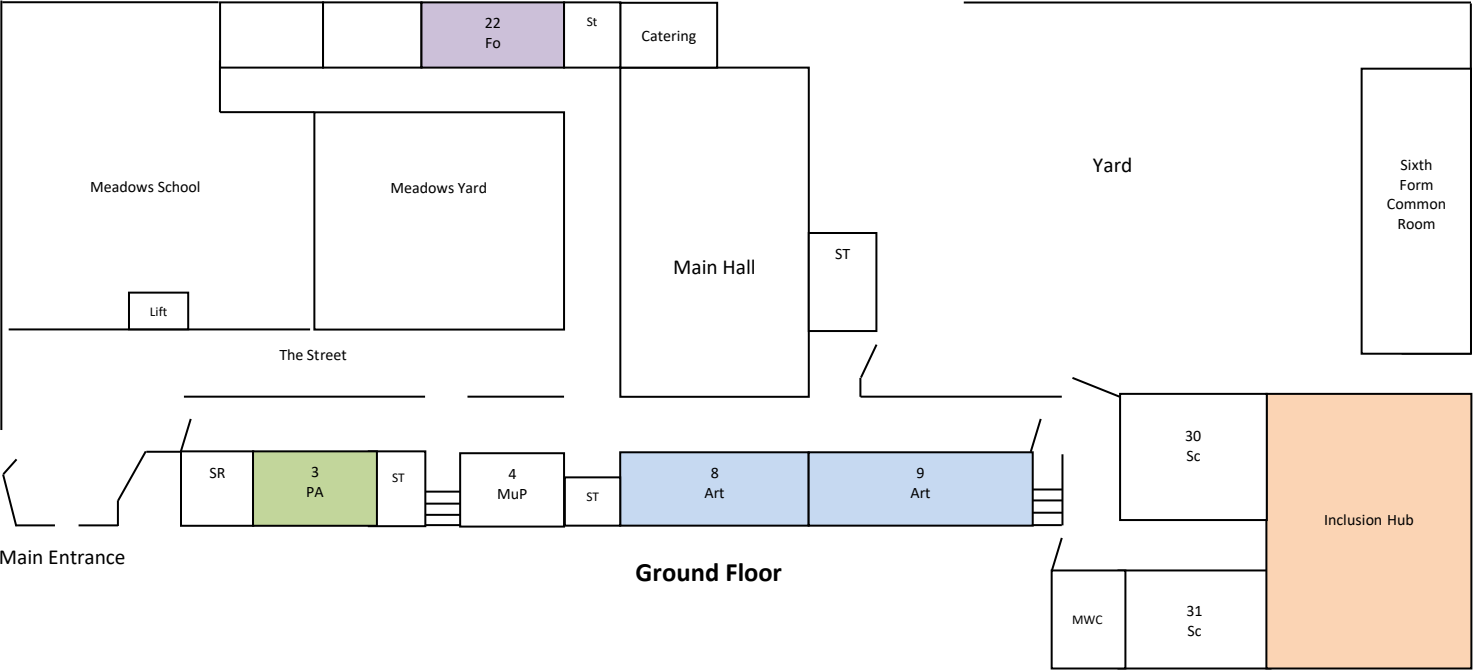 22
Fo
St
Catering
Meadows School
Meadows Yard
Yard
Sixth
Form
Common
Room
Main Hall
ST
Lift
The Street
SR
3
PA
ST
4
MuP
ST
8
Art
9
Art
30
Sc
Inclusion Hub
Main Entrance
Ground Floor
MWC
31
Sc